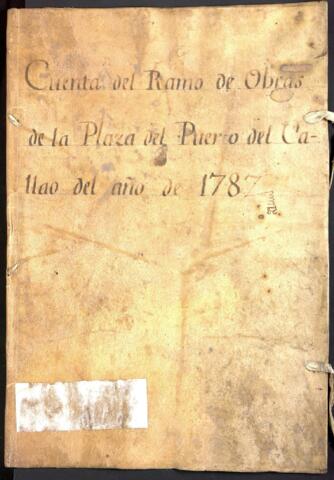 Cuenta del Ramo de Obras
de la Plaza del Puerto del Ca-
llao del año de 1787